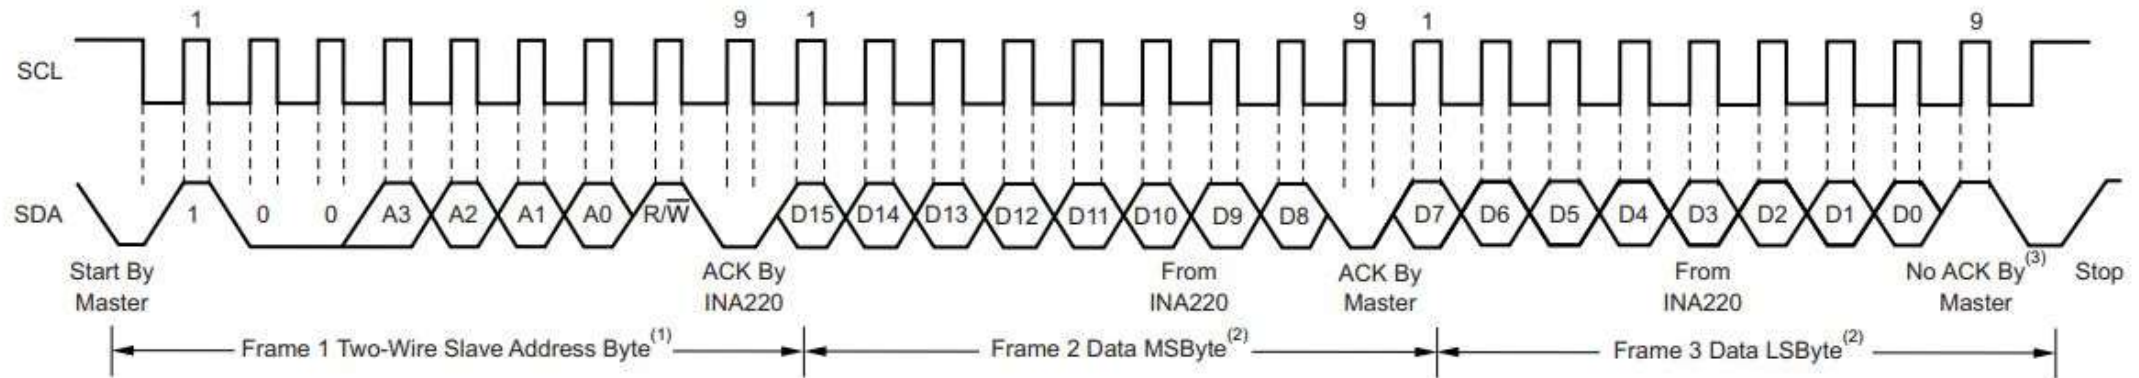 1 9 1 9 1 9
SCL
SDA 1 0 0 A3 A2 A1 A0 R/W̅ D15 D14 D13 D12 D11 D10 D9 D8 D7 D6 D5 D4 D3 D2 D1 D0
Start By
Master
ACK By
INA220
From
INA220
ACK By
Master
From
INA220
No ACK By(3)
Master
Stop
Frame 1 Two-Wire Slave Address Byte(1)
Frame 2 Data MSByte(2)
Frame 3 Data LSByte(2)